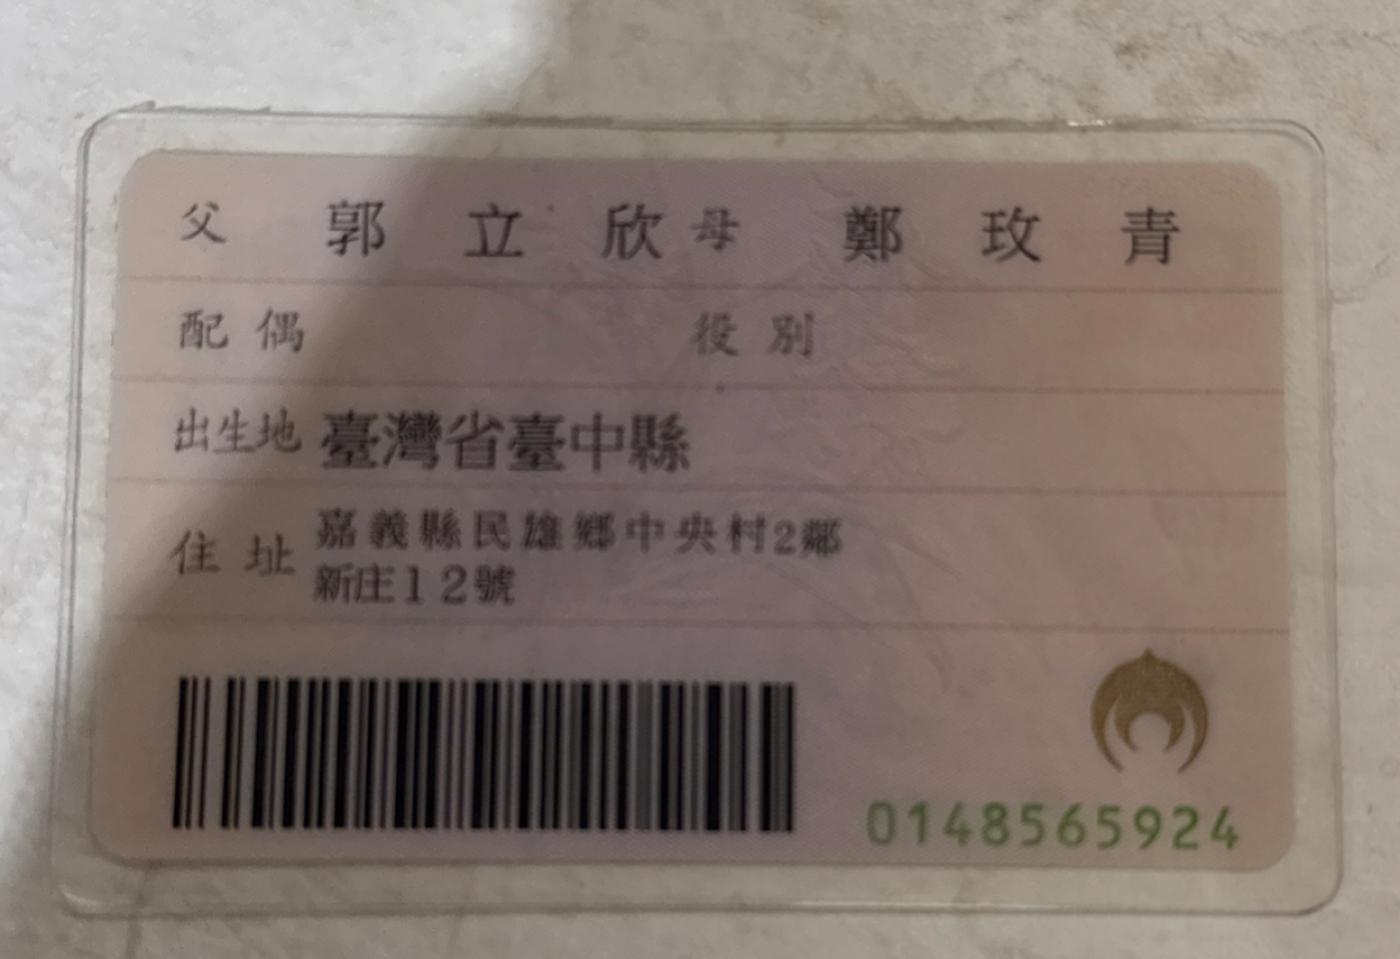 父 郭立欣 母 鄭玫青
配偶 役別
出生地 臺灣省臺中縣
住址 嘉義縣民雄鄉中央村2鄰
新庄12號
0148565924